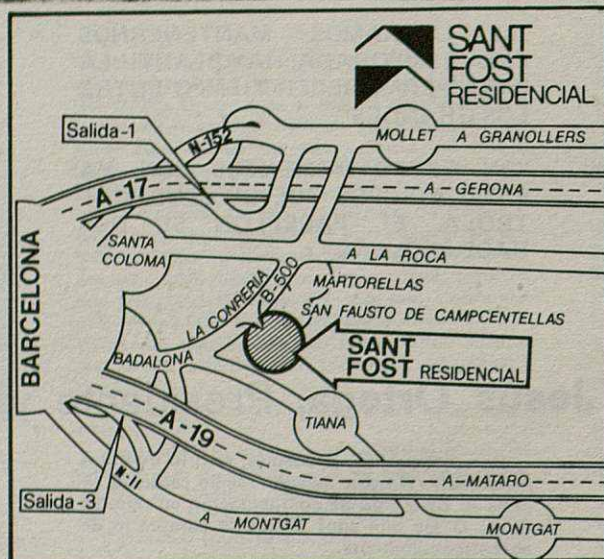 SANT
FOST
RESIDENCIAL
Salida-1
N-152
MOLLET
A GRANOLLERS
A-17
A-GERONA
SANTA
COLOMA
A LA ROCA
BARCELONA
LA CONRERIA
B-500
MARTORELLAS
SAN FAUSTO DE CAMPCENTELLAS
BADALONA
SANT
FOST RESIDENCIAL
TIANA
A-19
A-MATARO
N-11
Salida-3
A MONTGAT
MONTGAT